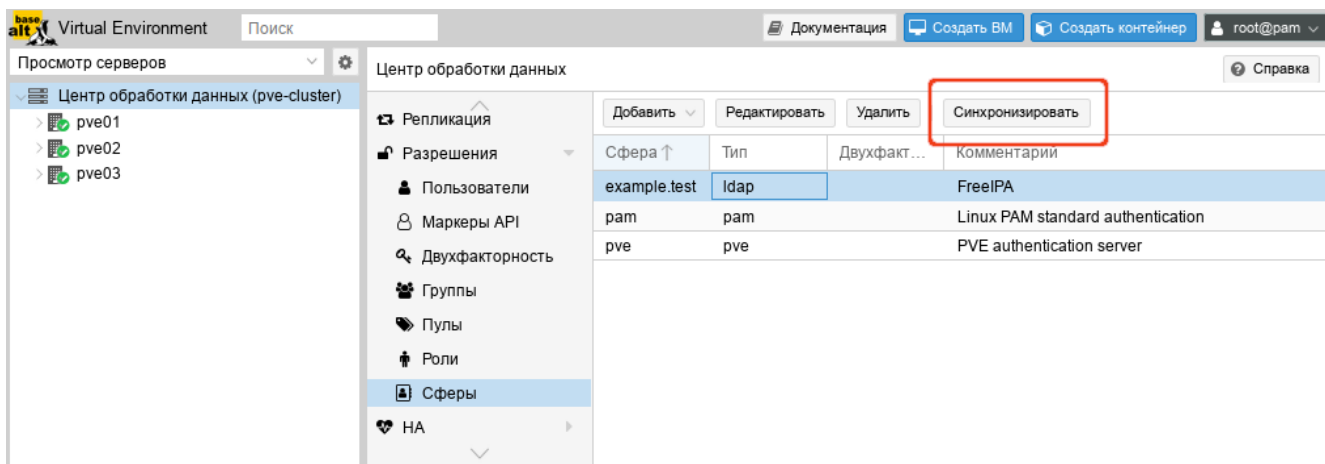 base alt Virtual Environment Поиск Документация Создать ВМ Создать контейнер root@pam
Просмотр серверов
Центр обработки данных (pve-cluster)
pve01
pve02
pve03
Центр обработки данных Справка
Репликация
Разрешения
Пользователи
Маркеры API
Двухфакторность
Группы
Пулы
Роли
Сферы
HA
Добавить Редактировать Удалить Синхронизировать
Сфера Тип Двухфакт... Комментарий
example.test ldap FreeIPA
pam pam Linux PAM standard authentication
pve pve PVE authentication server